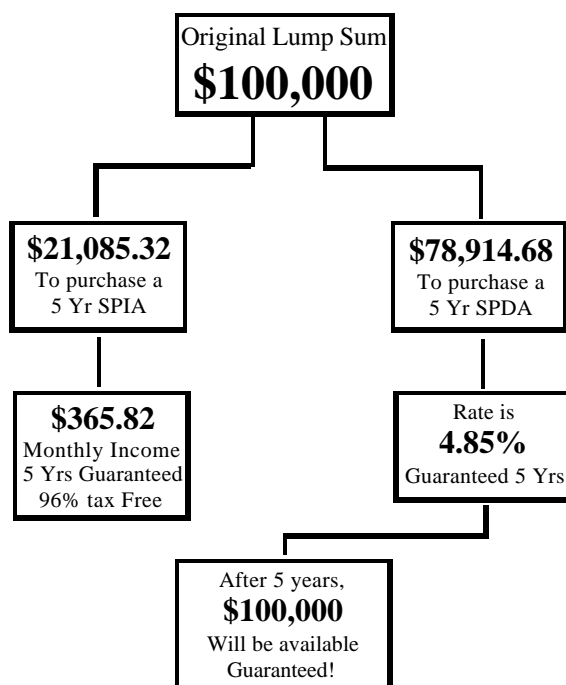 Original Lump Sum
$100,000
$21,085.32
To purchase a
5 Yr SPIA
$78,914.68
To purchase a
5 Yr SPDA
$365.82
Monthly Income
5 Yrs Guaranteed
96% tax Free
Rate is
4.85%
Guaranteed 5 Yrs
After 5 years,
$100,000
Will be available
Guaranteed!